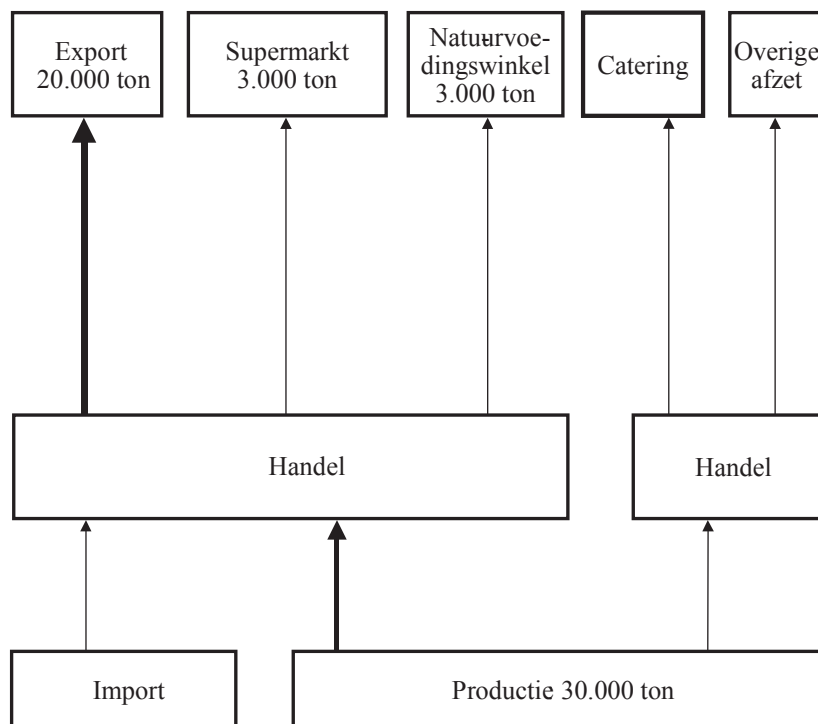 Export
20.000 ton
Supermarkt
3.000 ton
Natuurvoe-
dingswinkel
3.000 ton
Catering
Overige
afzet
Handel
Handel
Import
Productie 30.000 ton